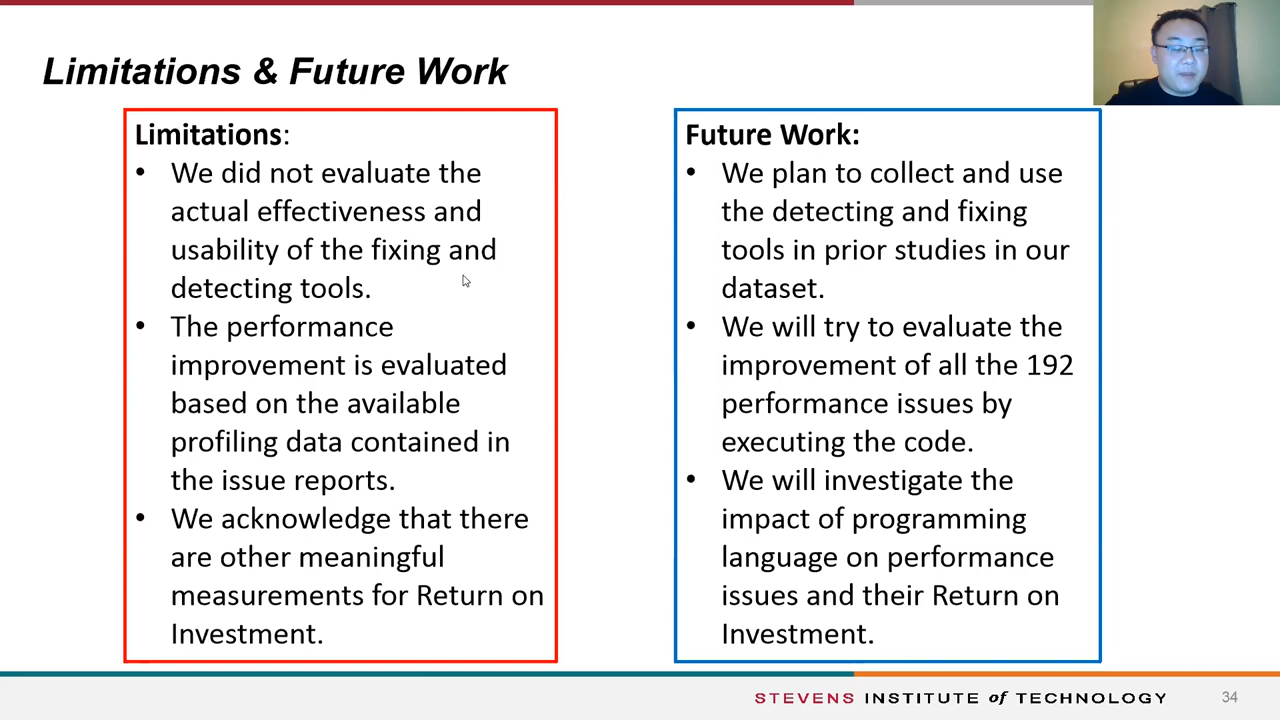 Limitations & Future Work
Limitations:
• We did not evaluate the
actual effectiveness and
usability of the fixing and
detecting tools.
• The performance
improvement is evaluated
based on the available
profiling data contained in
the issue reports.
• We acknowledge that there
are other meaningful
measurements for Return on
Investment.
Future Work:
• We plan to collect and use
the detecting and fixing
tools in prior studies in our
dataset.
• We will try to evaluate the
improvement of all the 192
performance issues by
executing the code.
• We will investigate the
impact of programming
language on performance
issues and their Return on
Investment.
STEVENS INSTITUTE of TECHNOLOGY
34